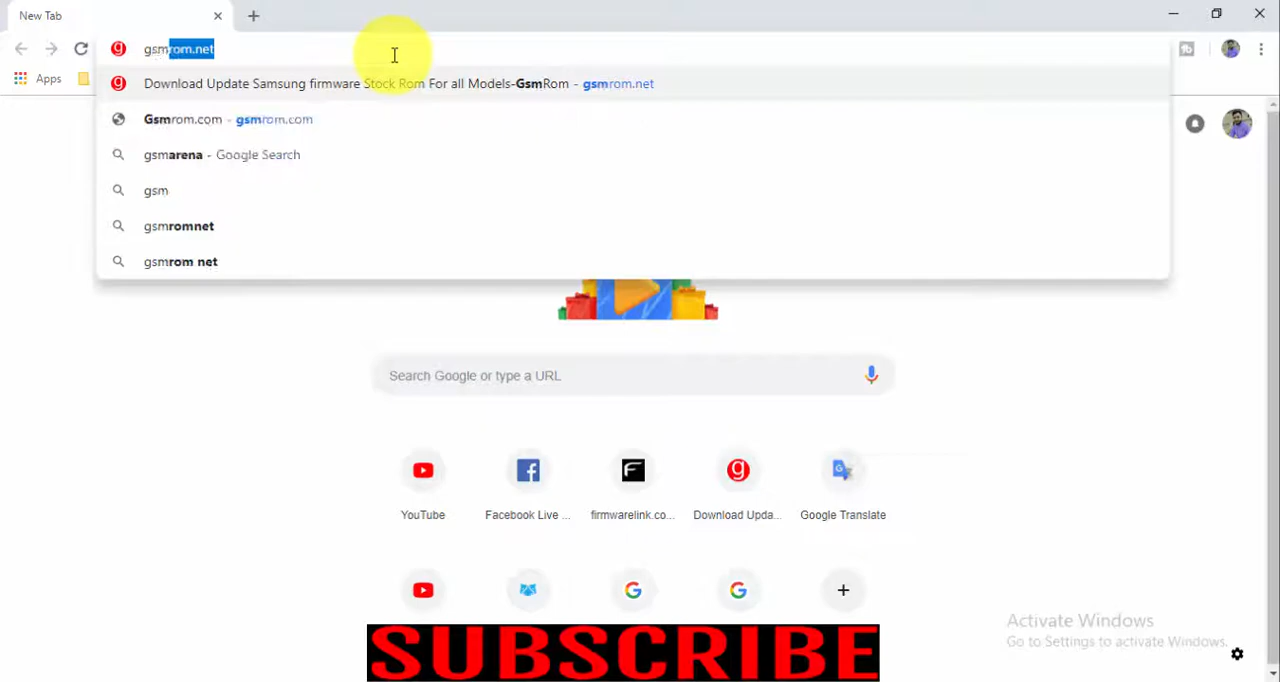 New Tab
gsmrom.net
Apps
Download Update Samsung firmware Stock Rom For all Models-GsmRom - gsmrom.net
Gsmrom.com - gsmrom.com
gsmarena - Google Search
gsm
gsmromnet
gsmrom net
Search Google or type a URL
YouTube
Facebook Live ...
firmwarelink.co...
Download Upda...
Google Translate
Activate Windows
Go to Settings to activate Windows.
SUBSCRIBE